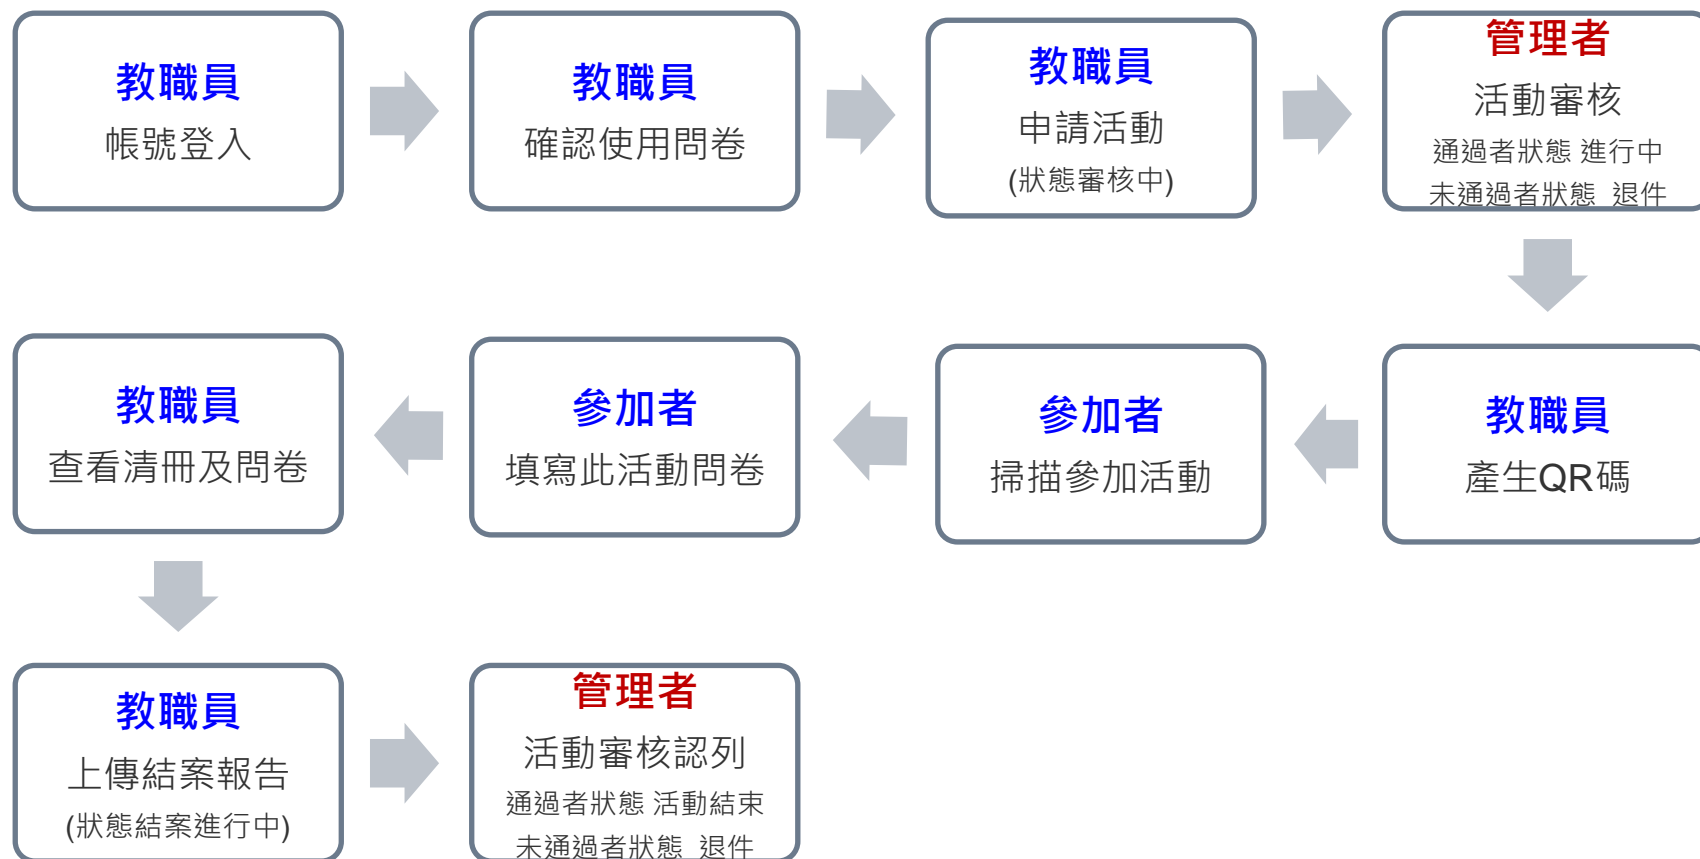 教職員
帳號登入
教職員
確認使用問卷
教職員
申請活動
(狀態審核中)
管理者
活動審核
通過者狀態 進行中
未通過者狀態 退件
教職員
產生QR碼
參加者
掃描參加活動
參加者
填寫此活動問卷
教職員
查看清冊及問卷
教職員
上傳結案報告
(狀態結案進行中)
管理者
活動審核認列
通過者狀態 活動結束
未通過者狀態 退件